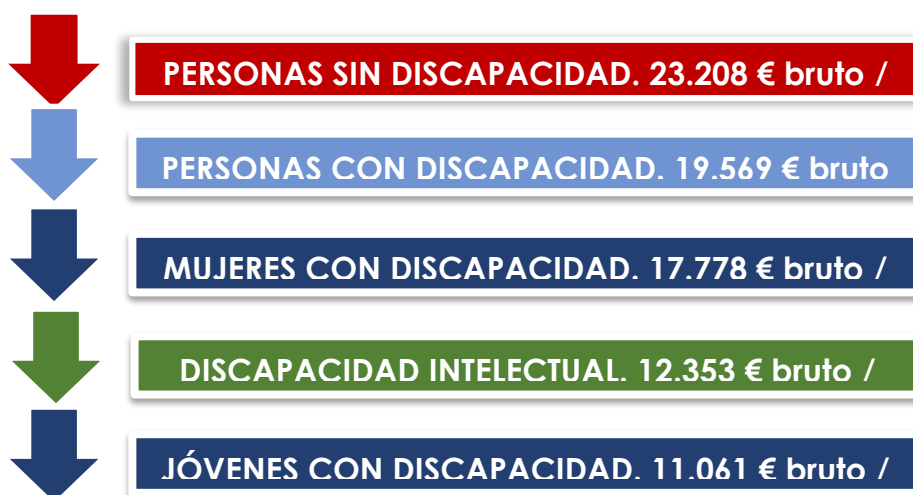 PERSONAS SIN DISCAPACIDAD. 23.208 € bruto /
PERSONAS CON DISCAPACIDAD. 19.569 € bruto
MUJERES CON DISCAPACIDAD. 17.778 € bruto /
DISCAPACIDAD INTELECTUAL. 12.353 € bruto /
JÓVENES CON DISCAPACIDAD. 11.061 € bruto /